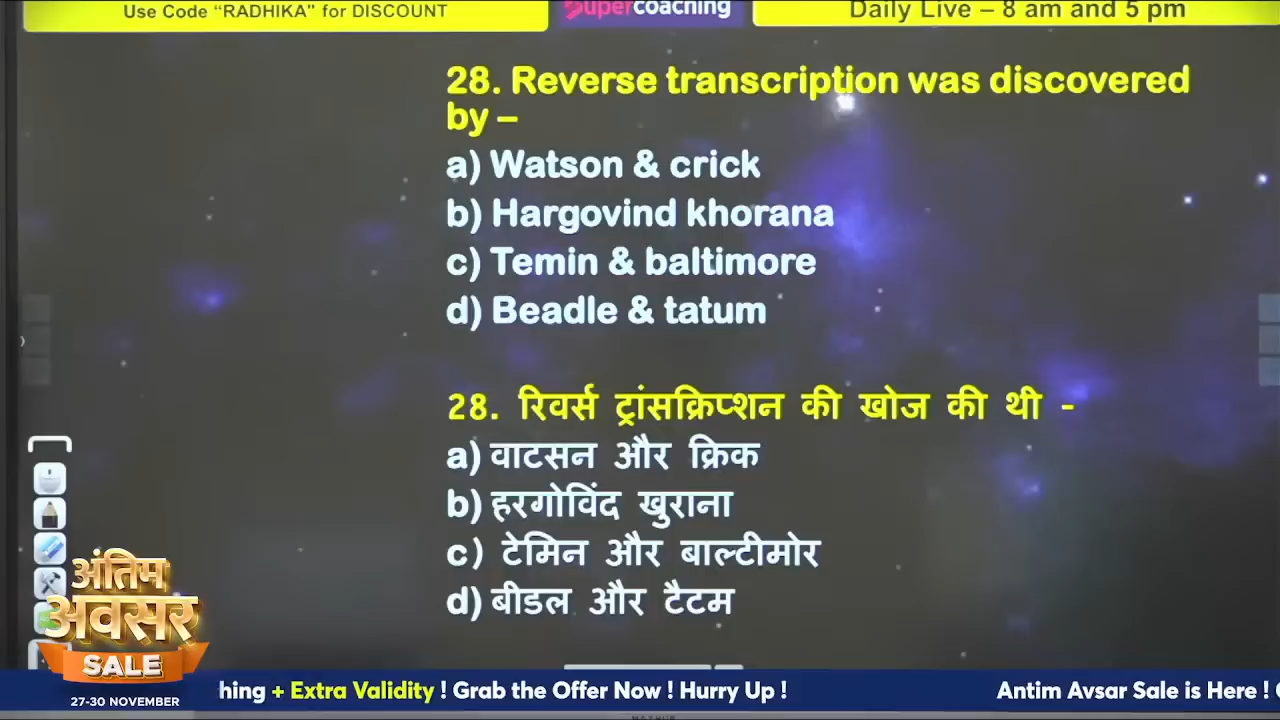 Use Code "RADHIKA" for DISCOUNT
Supercoaching
Daily Live – 8 am and 5 pm
28. Reverse transcription was discovered
by –
a) Watson & crick
b) Hargovind khorana
c) Temin & baltimore
d) Beadle & tatum
28. रिवर्स ट्रांसक्रिप्शन की खोज की थी -
a) वाटसन और क्रिक
b) हरगोविंद खुराना
c) टेमिन और बाल्टीमोर
d) बीडल और टैटम
अंतिम
अवसर
SALE
27-30 NOVEMBER
hing + Extra Validity ! Grab the Offer Now ! Hurry Up !
Antim Avsar Sale is Here !